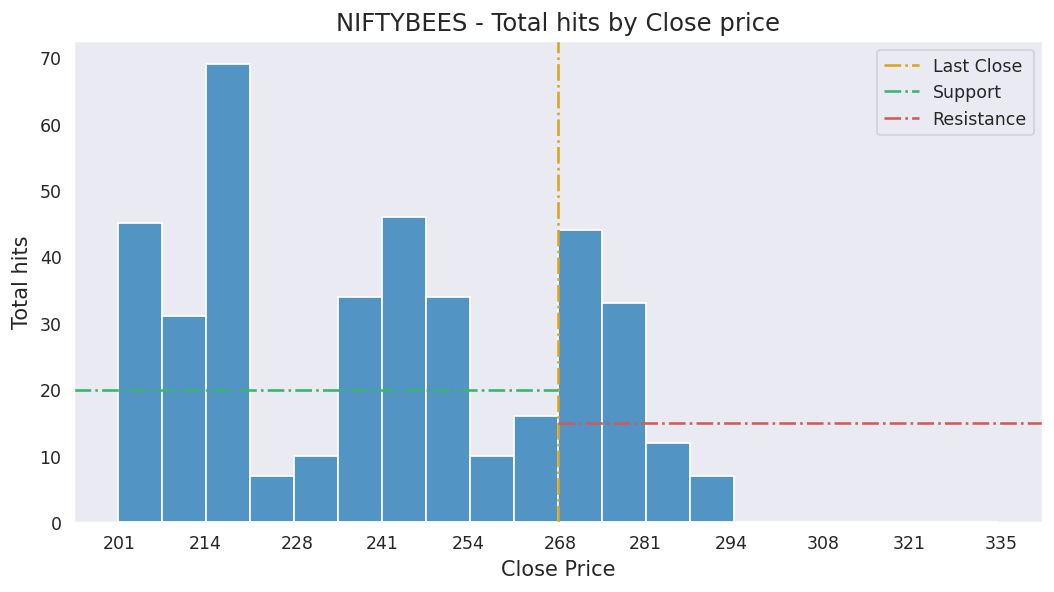 NIFTYBEES - Total hits by Close price
Last Close
Support
Resistance
Total hits
70
60
50
40
30
20
10
0
201 214 228 241 254 268 281 294 308 321 335
Close Price